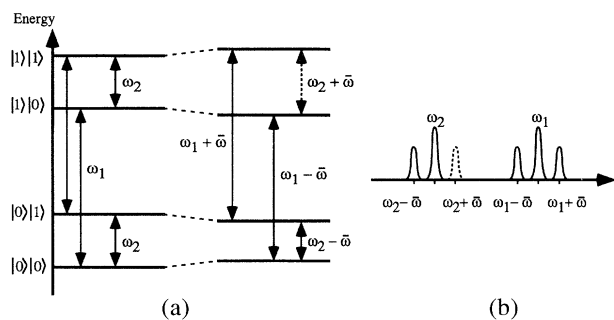 Energy
|1⟩|1⟩
ω₂
ω₂ + ω̄
|1⟩|0⟩
ω₁
ω₁ + ω̄
ω₁ − ω̄
|0⟩|1⟩
ω₂
ω₂ − ω̄
|0⟩|0⟩
(a)
ω₂ ω₁
ω₂− ω̄ ω₂+ ω̄ ω₁− ω̄ ω₁+ ω̄
(b)